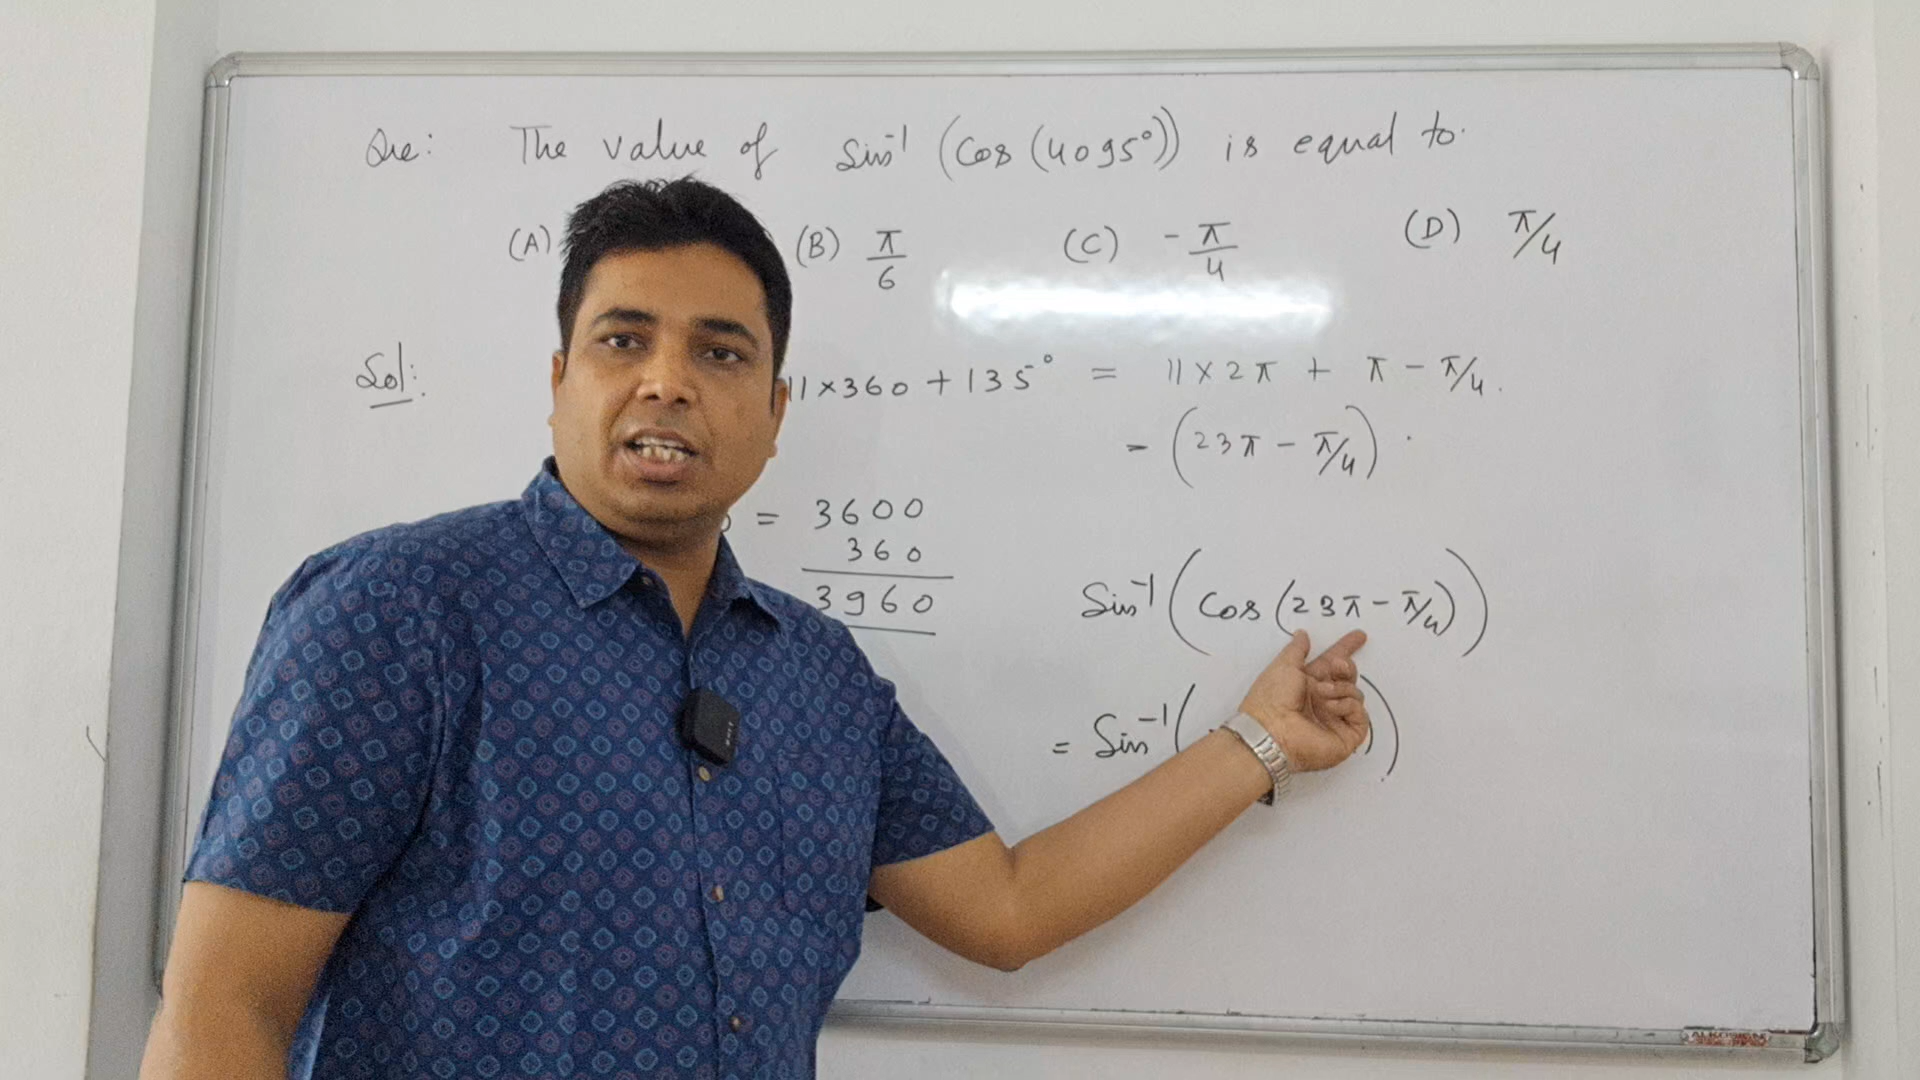 Que: The value of Sin⁻¹ (Cos (4095°)) is equal to.
(A) (B) π/6 (C) -π/4 (D) π/4
Sol: 11×360+135° = 11×2π + π - π/4.
= (23π - π/4).
= 3600
360
3960
Sin⁻¹(Cos(23π - π/4))
= Sin⁻¹( ))